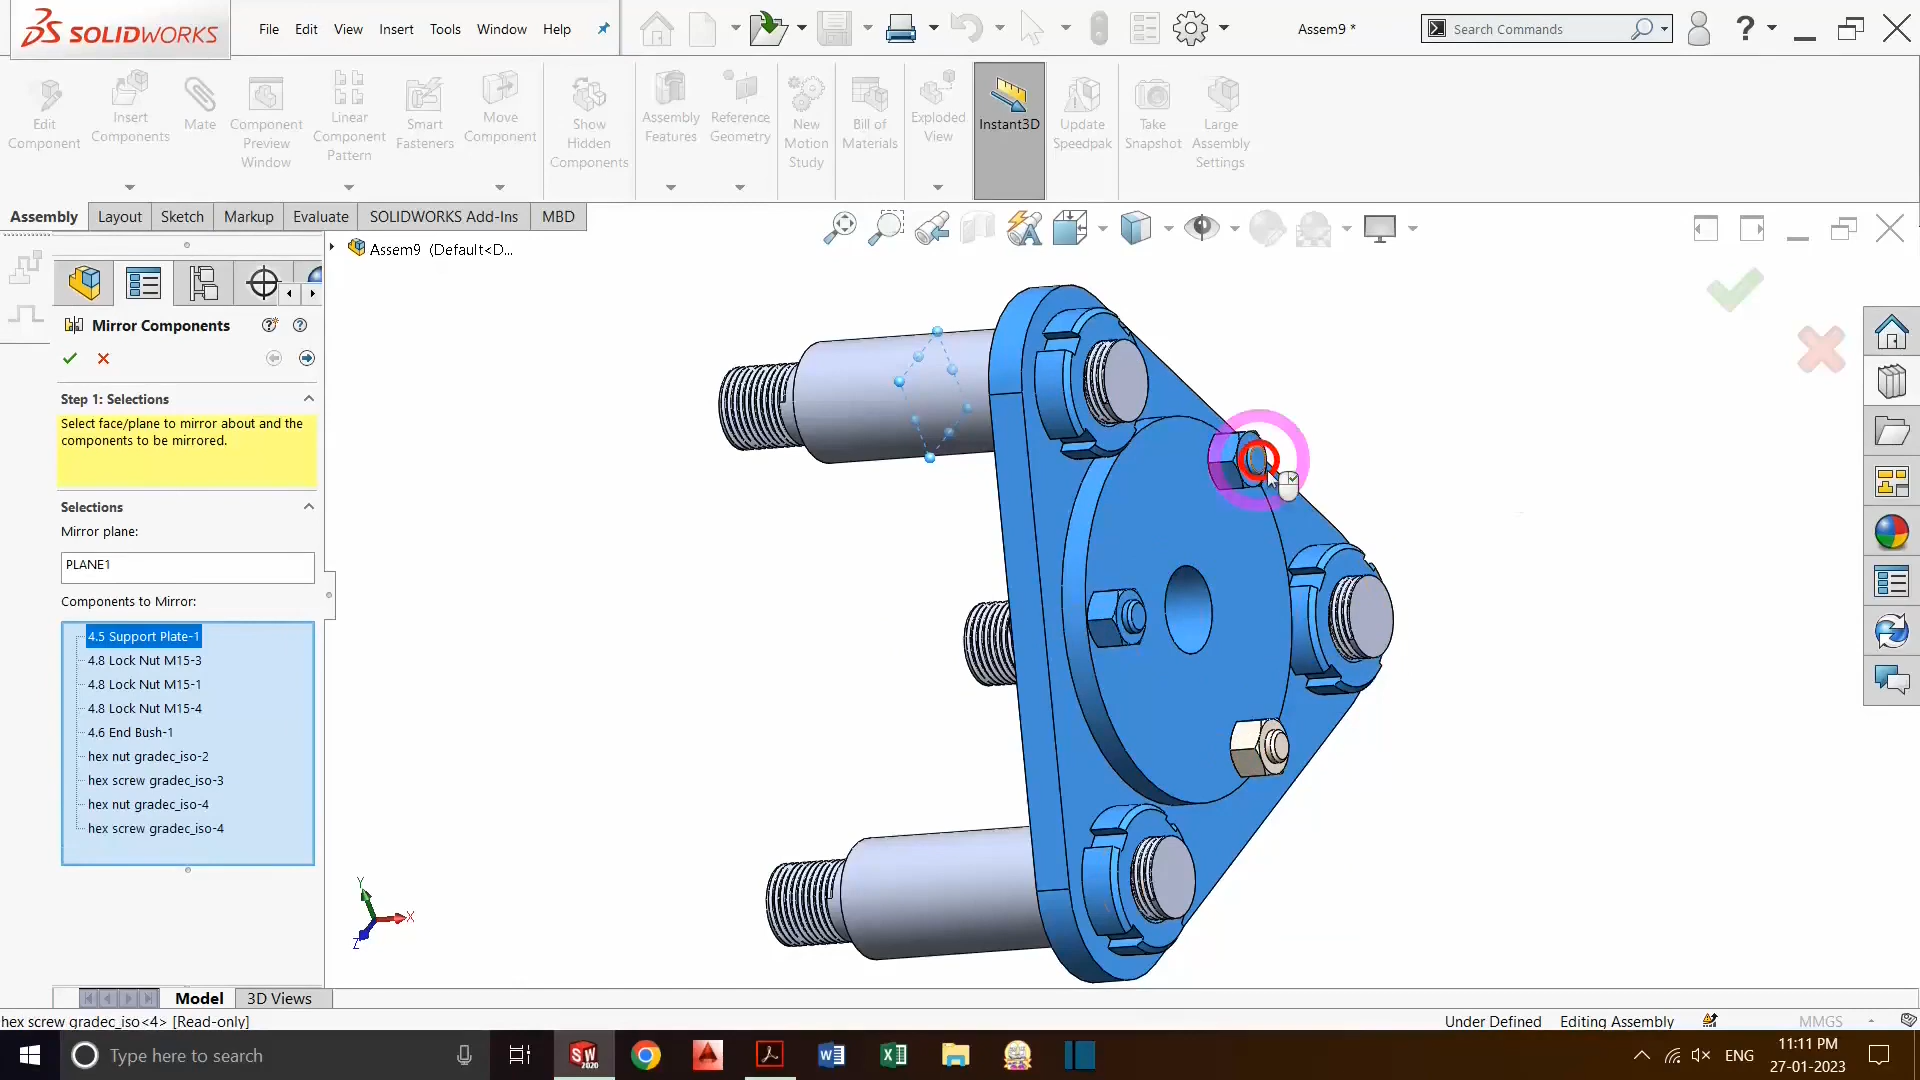 SOLIDWORKS
File Edit View Insert Tools Window Help
Assem9 *
Search Commands
Edit Component
Insert Components
Mate
Component Preview Window
Linear Component Pattern
Smart Fasteners
Move Component
Show Hidden Components
Assembly Features
Reference Geometry
New Motion Study
Bill of Materials
Exploded View
Instant3D
Update Speedpak
Take Snapshot
Large Assembly Settings
Assembly Layout Sketch Markup Evaluate SOLIDWORKS Add-Ins MBD
Assem9 (Default<D...
Mirror Components
Step 1: Selections
Select face/plane to mirror about and the
components to be mirrored.
Selections
Mirror plane:
PLANE1
Components to Mirror:
4.5 Support Plate-1
4.8 Lock Nut M15-3
4.8 Lock Nut M15-1
4.8 Lock Nut M15-4
4.6 End Bush-1
hex nut gradec_iso-2
hex screw gradec_iso-3
hex nut gradec_iso-4
hex screw gradec_iso-4
Y
X
Z
Model 3D Views
hex screw gradec_iso<4> [Read-only]
Under Defined Editing Assembly MMGS
Type here to search
SW 2020
ENG
11:11 PM
27-01-2023